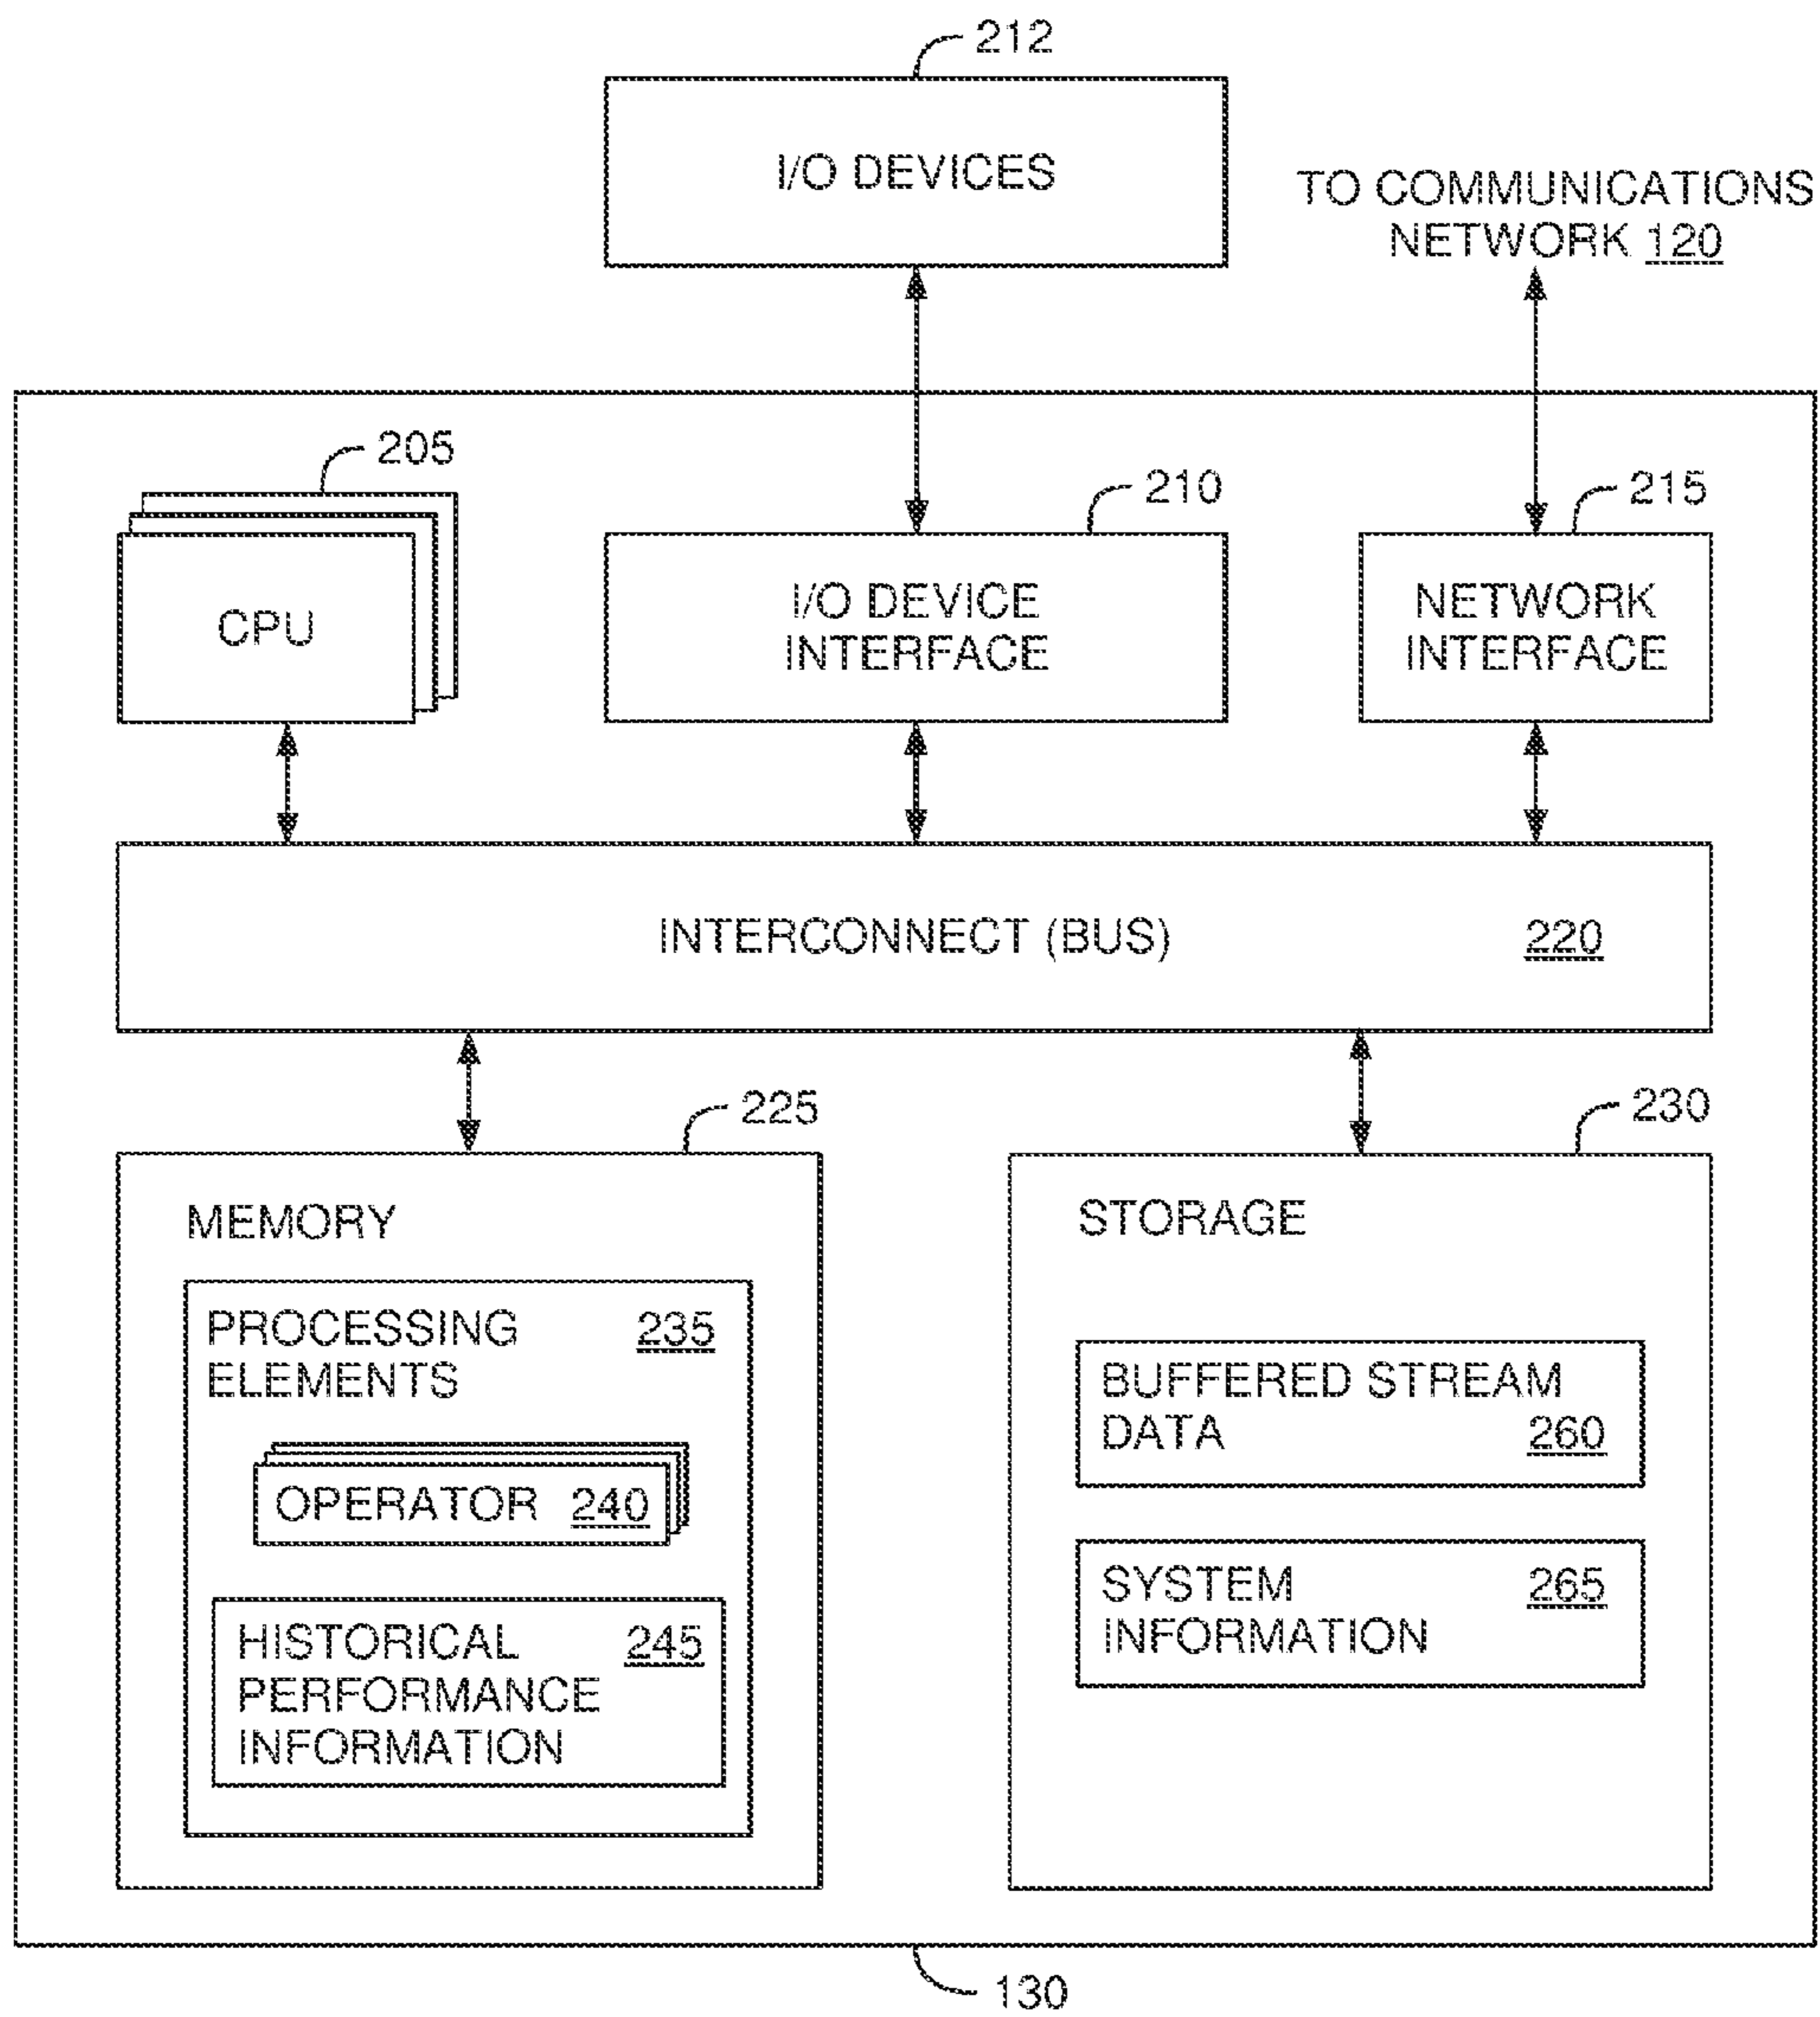 212
I/O DEVICES
TO COMMUNICATIONS
NETWORK 120
205
210
215
CPU
I/O DEVICE
INTERFACE
NETWORK
INTERFACE
INTERCONNECT (BUS) 220
225
230
MEMORY
STORAGE
PROCESSING 235
ELEMENTS
OPERATOR 240
HISTORICAL 245
PERFORMANCE
INFORMATION
BUFFERED STREAM
DATA 260
SYSTEM 265
INFORMATION
130